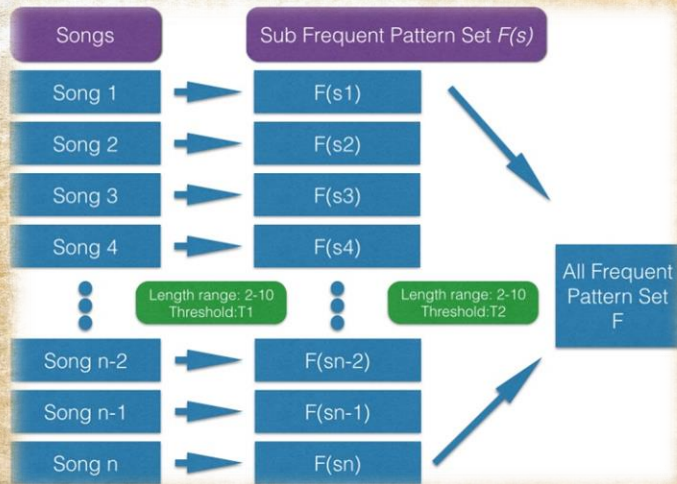 Songs
Sub Frequent Pattern Set F(s)
Song 1
F(s1)
Song 2
F(s2)
Song 3
F(s3)
Song 4
F(s4)
Length range: 2-10
Threshold:T1
Length range: 2-10
Threshold:T2
All Frequent
Pattern Set
F
Song n-2
F(sn-2)
Song n-1
F(sn-1)
Song n
F(sn)